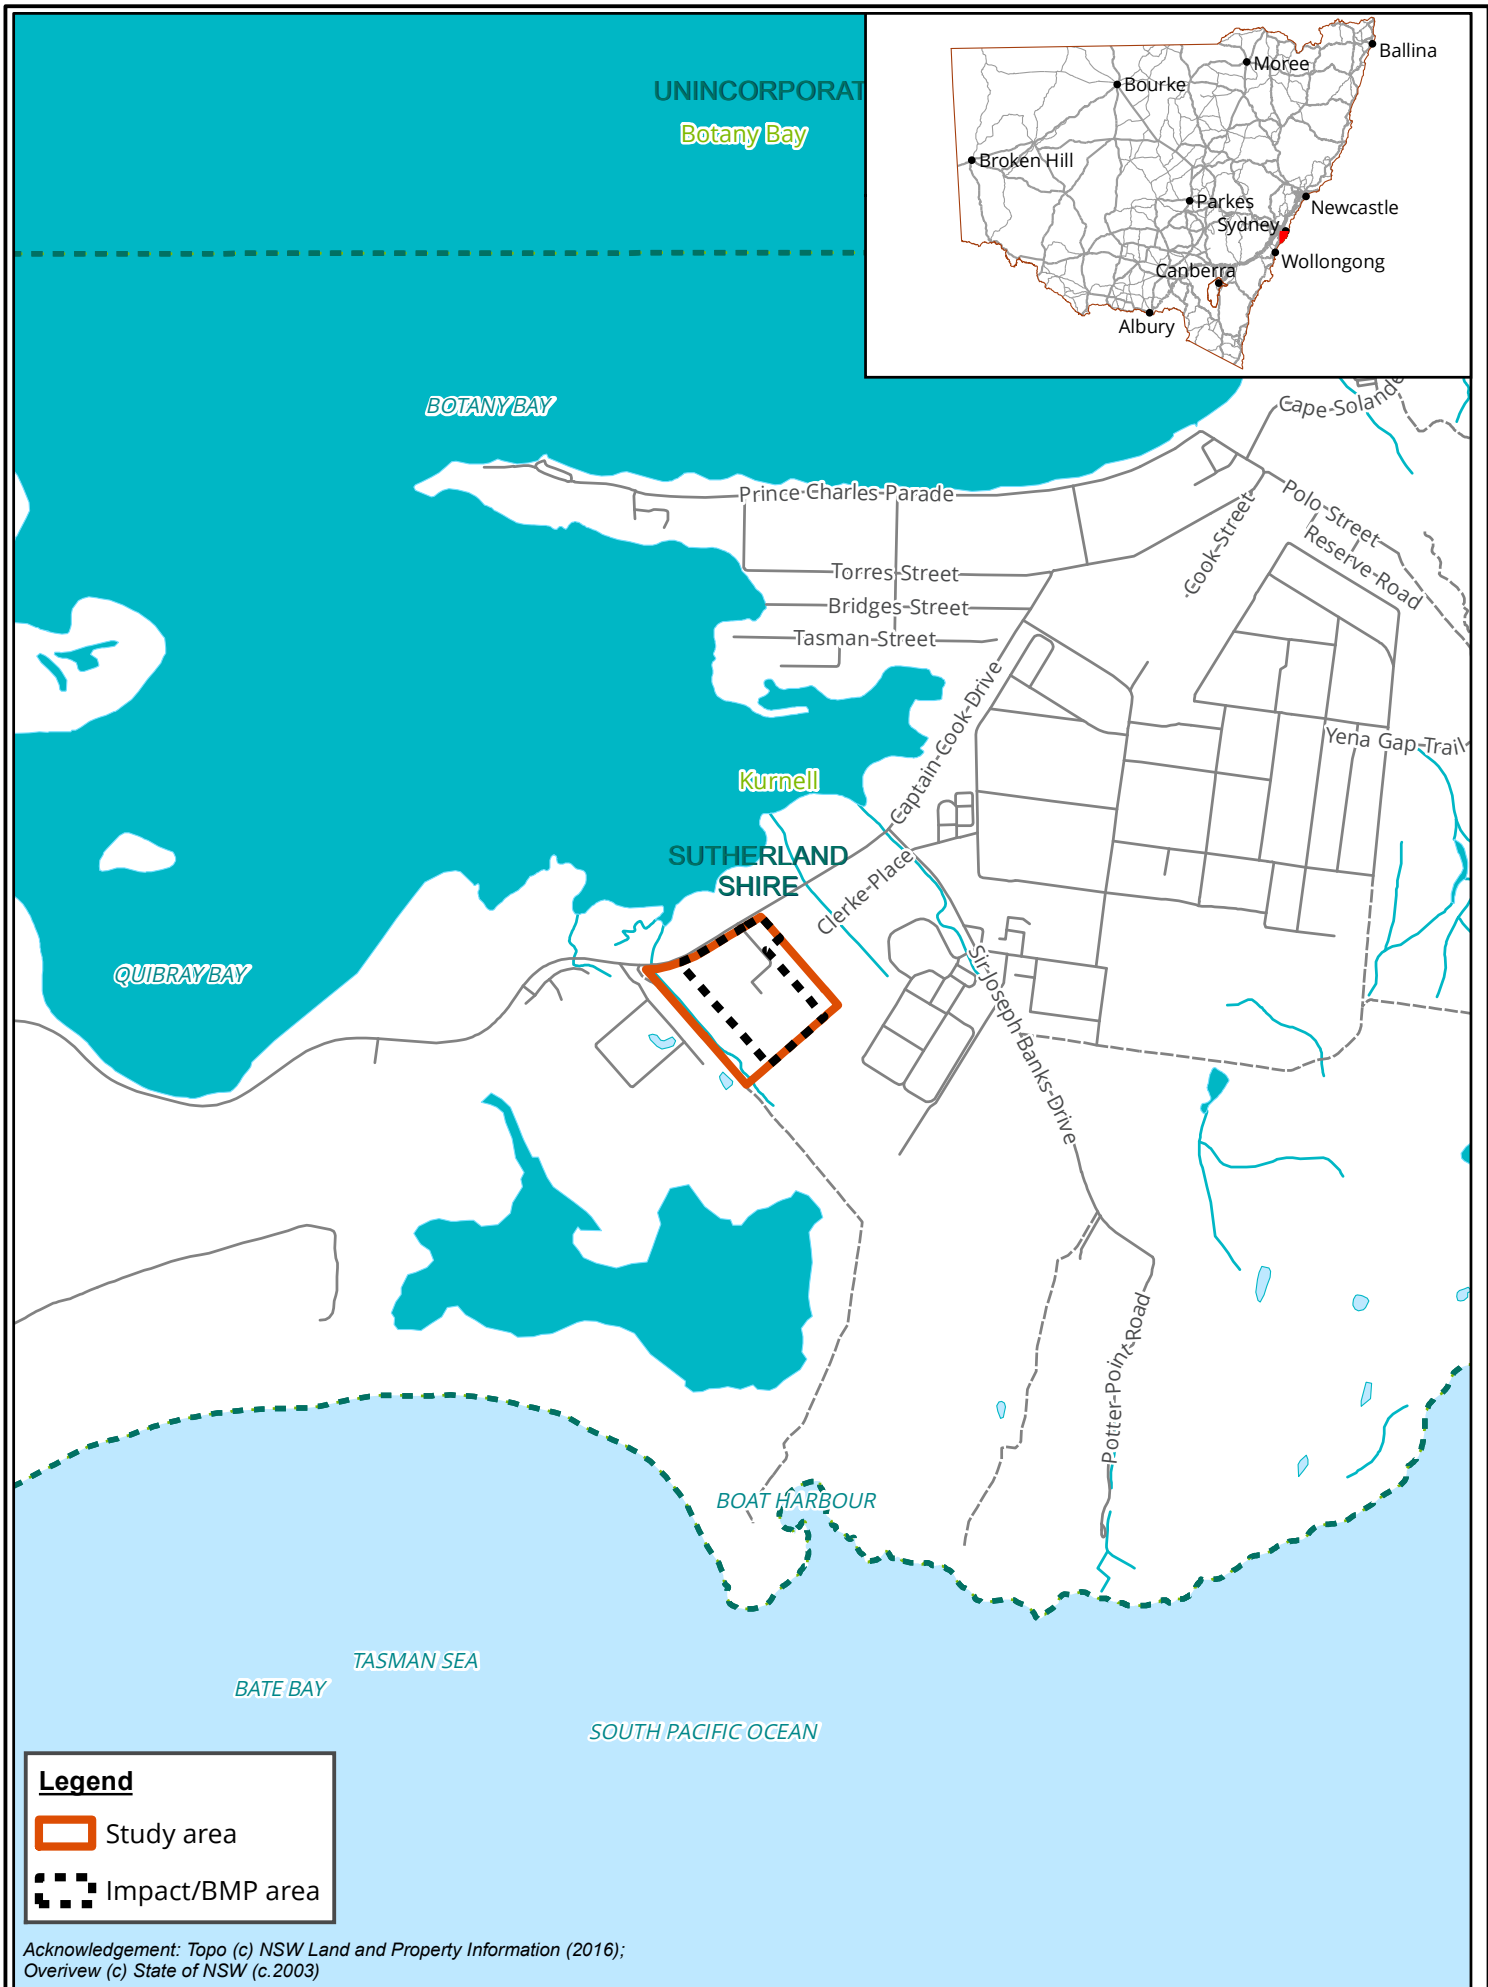 UNINCORPORAT
Botany Bay
Ballina
Moree
Bourke
Broken Hill
Parkes
Newcastle
Sydney
Wollongong
Canberra
Albury
BOTANY BAY
Cape Solande
Prince Charles Parade
Polo Street
Cook Street
Reserve Road
Torres Street
Bridges Street
Tasman Street
Captain Cook Drive
Yena Gap Trail
Kurnell
SUTHERLAND
SHIRE
Clerke Place
QUIBRAY BAY
Sir Joseph Banks Drive
Potter Point Road
BOAT HARBOUR
TASMAN SEA
BATE BAY
SOUTH PACIFIC OCEAN
Legend
Study area
Impact/BMP area
Acknowledgement: Topo (c) NSW Land and Property Information (2016);
Overivew (c) State of NSW (c.2003)